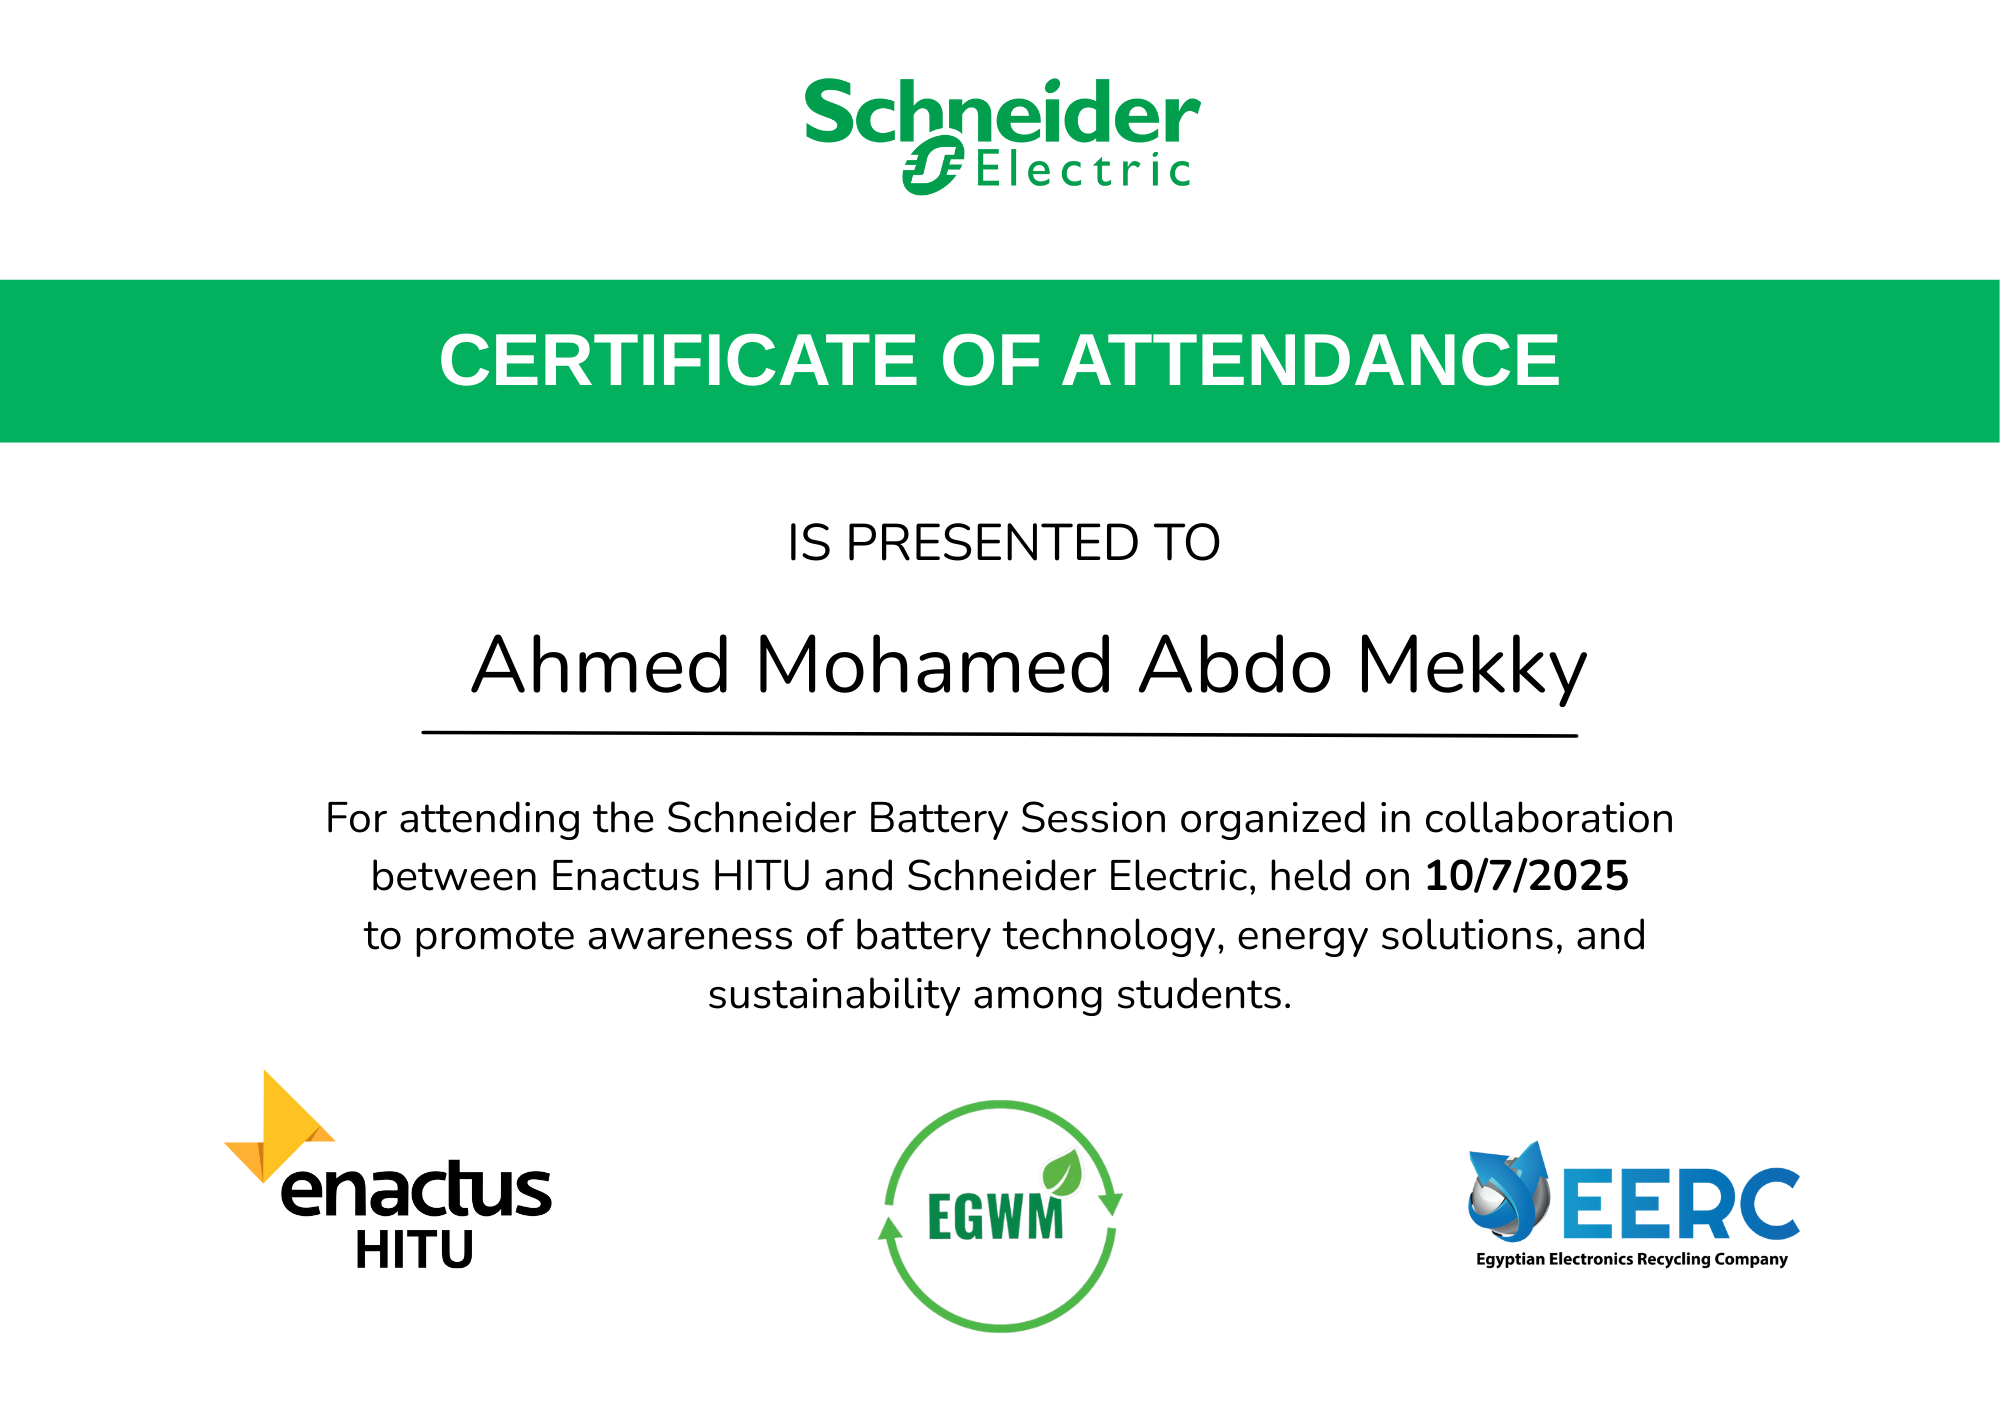 Schneider
Electric
CERTIFICATE OF ATTENDANCE
IS PRESENTED TO
Ahmed Mohamed Abdo Mekky
For attending the Schneider Battery Session organized in collaboration
between Enactus HITU and Schneider Electric, held on 10/7/2025
to promote awareness of battery technology, energy solutions, and
sustainability among students.
enactus
HITU
EGWM
EERC
Egyptian Electronics Recycling Company